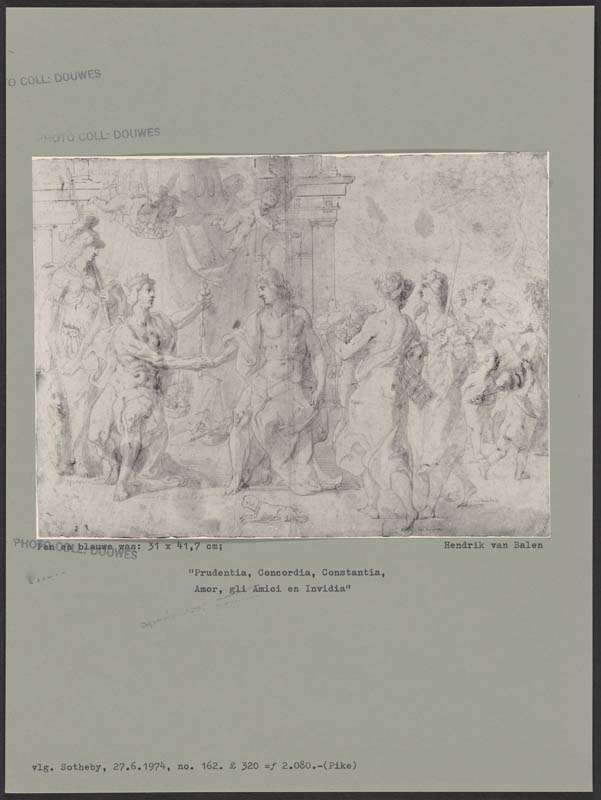 PHOTO COLL: DOUWES
PHOTO COLL: DOUWES
Pen en blauwe was: 31 x 41,7 cm;
Hendrik van Balen
PHOTO COLL: DOUWES
"Prudentia, Concordia, Constantia,
Amor, gli Amici en Invidia"
vlg. Sotheby, 27.6.1974, no. 162. £ 320 =ƒ 2.080.-(Pike)